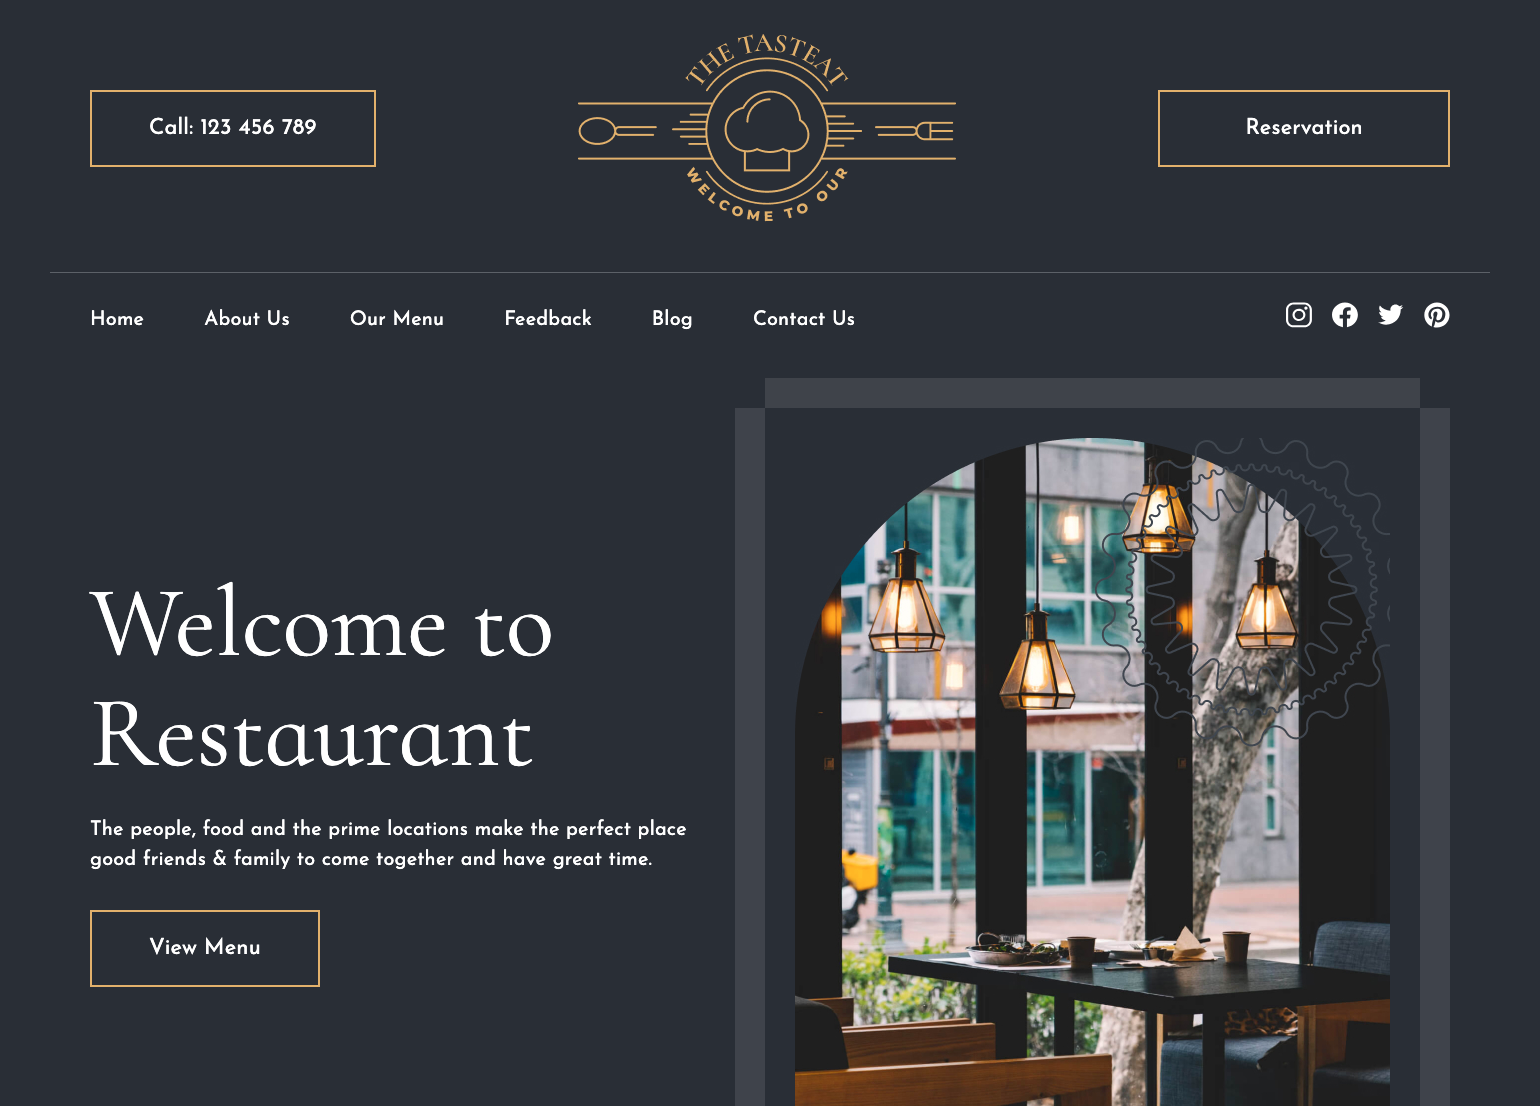 THE TASTEAT
Call: 123 456 789
Reservation
WELCOME TO OUR
Home
About Us
Our Menu
Feedback
Blog
Contact Us
Welcome to
Restaurant
The people, food and the prime locations make the perfect place
good friends & family to come together and have great time.
View Menu